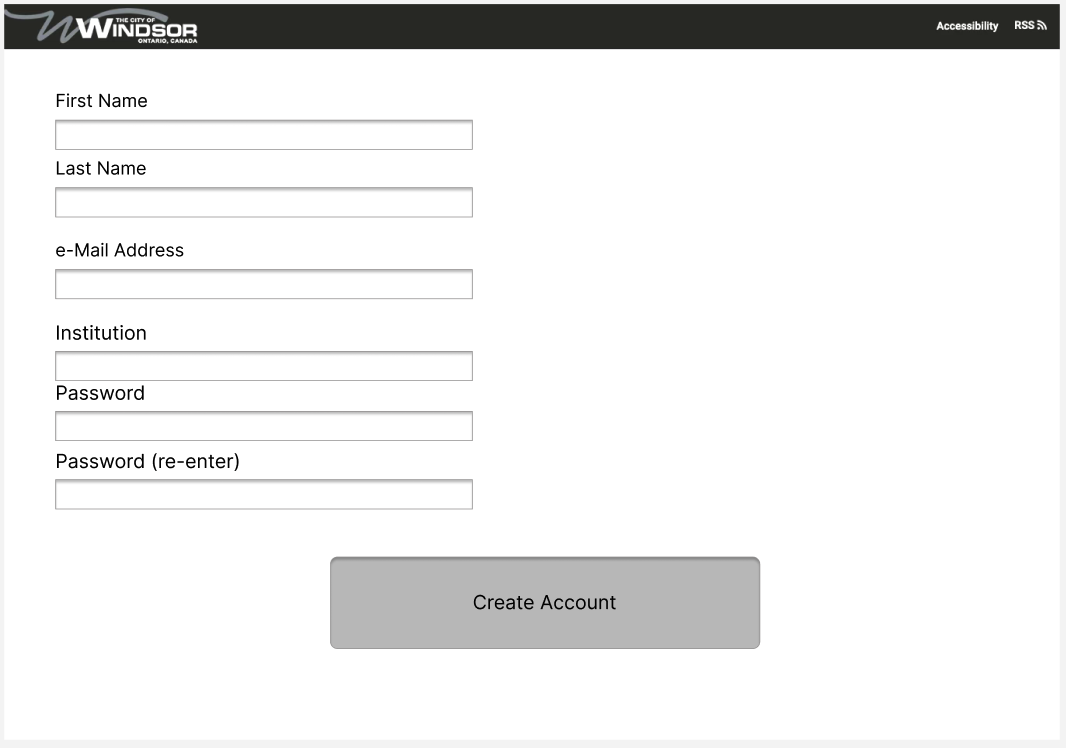 THE CITY OF
WINDSOR
ONTARIO, CANADA
Accessibility
RSS
First Name
Last Name
e-Mail Address
Institution
Password
Password (re-enter)
Create Account